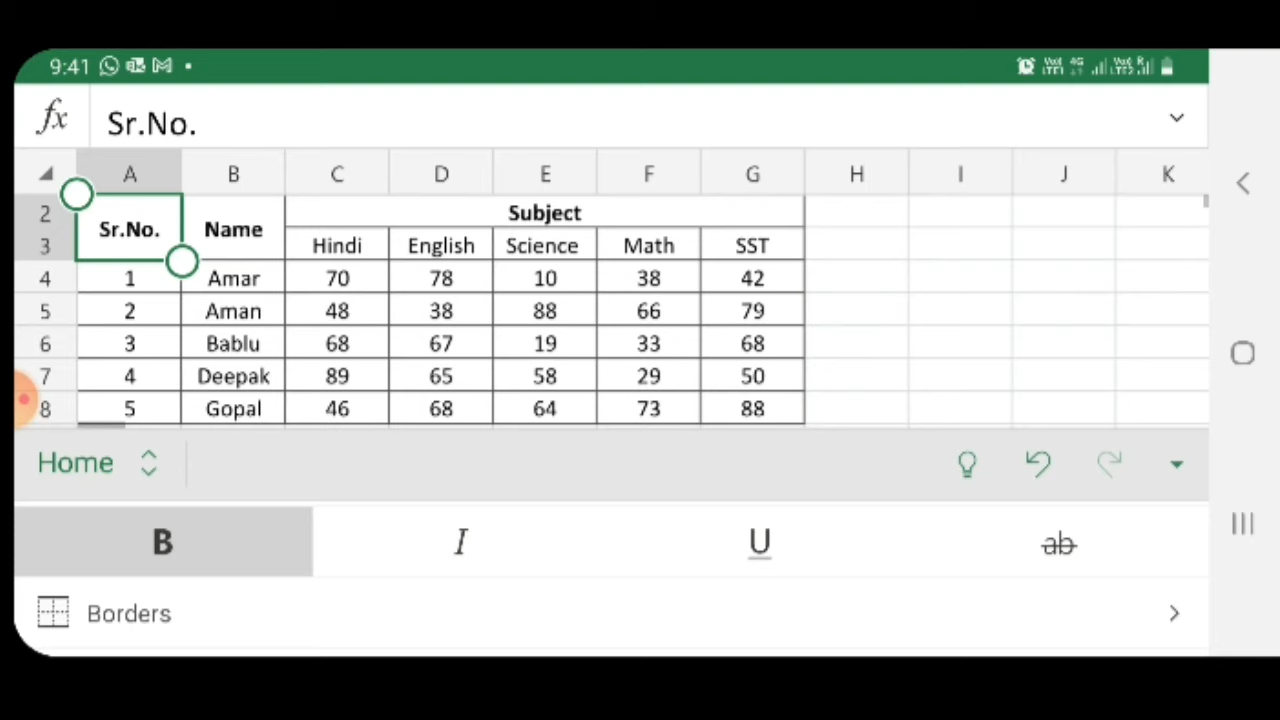 9:41
fx Sr.No.
A B C D E F G H I J K
2 Sr.No. Name Subject
3 Hindi English Science Math SST
4 1 Amar 70 78 10 38 42
5 2 Aman 48 38 88 66 79
6 3 Bablu 68 67 19 33 68
7 4 Deepak 89 65 58 29 50
8 5 Gopal 46 68 64 73 88
Home
B I U ab
Borders